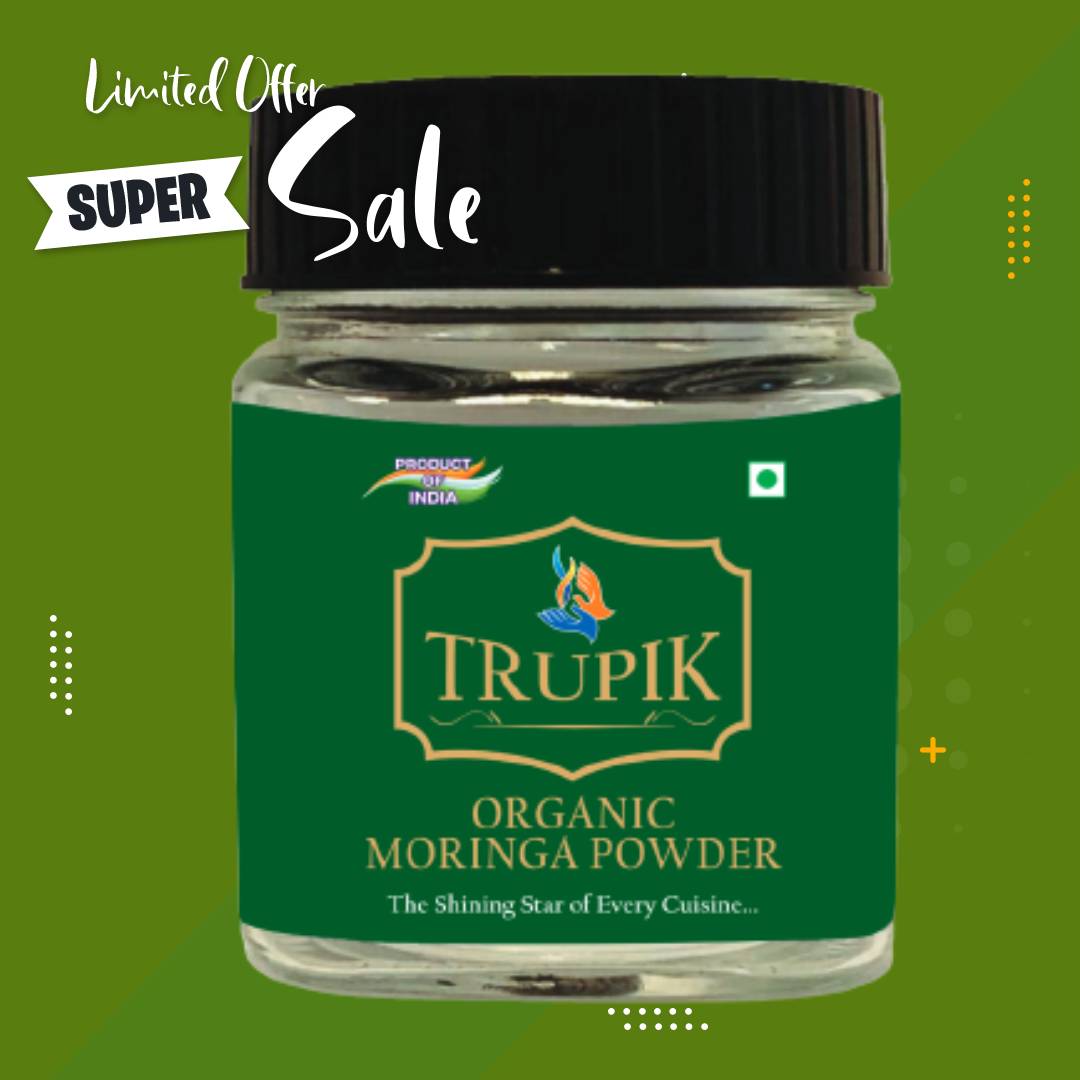 Limited Offer
SUPER
Sale
PRODUCT
OF
INDIA
TRUPIK
ORGANIC
MORINGA POWDER
The Shining Star of Every Cuisine...